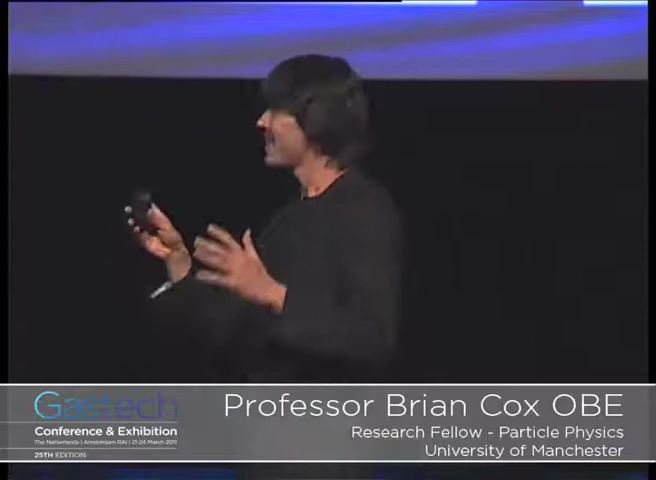 Gastech
Conference & Exhibition
The Netherlands | Amsterdam RAI | 21-24 March 2011
25TH EDITION
Professor Brian Cox OBE
Research Fellow - Particle Physics
University of Manchester